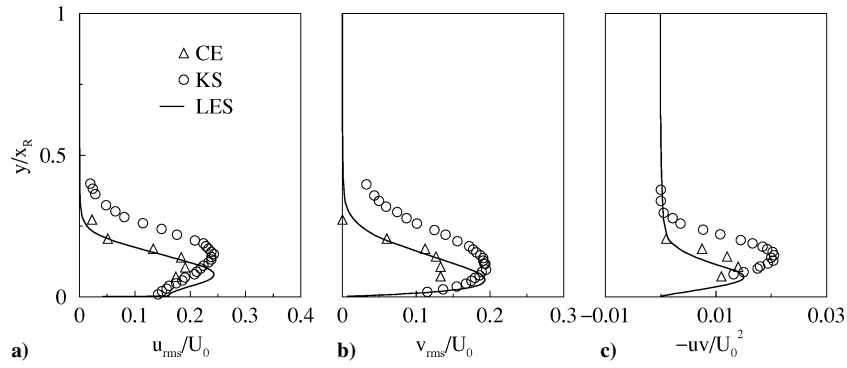 1
0.5
0
y/x_R
CE
KS
LES
0 0.1 0.2 0.3 0.4
a) u_rms/U_0
0 0.1 0.2 0.3
b) v_rms/U_0
−0.01 0.01 0.03
c) −uv/U_0^2